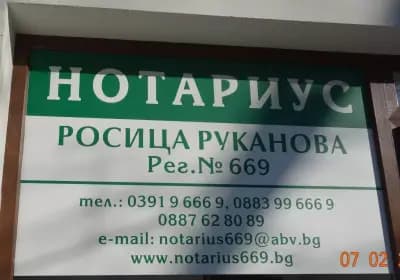 НОТАРИУС
РОСИЦА РУКАНОВА
Рег.№ 669
тел.: 0391 9 666 9, 0883 99 666 9
0887 62 80 89
e-mail: notarius669@abv.bg
www.notarius669.bg
07 02